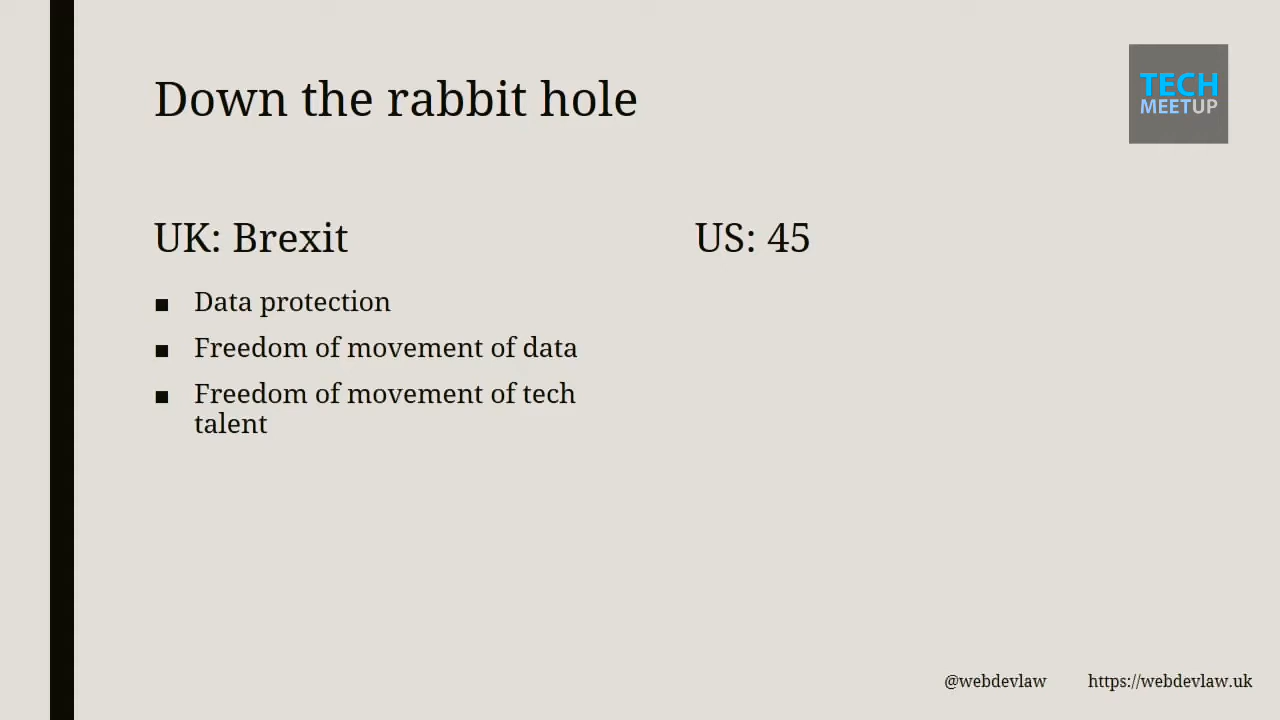 Down the rabbit hole
TECH
MEETUP
UK: Brexit
■ Data protection
■ Freedom of movement of data
■ Freedom of movement of tech
talent
US: 45
@webdevlaw
https://webdevlaw.uk